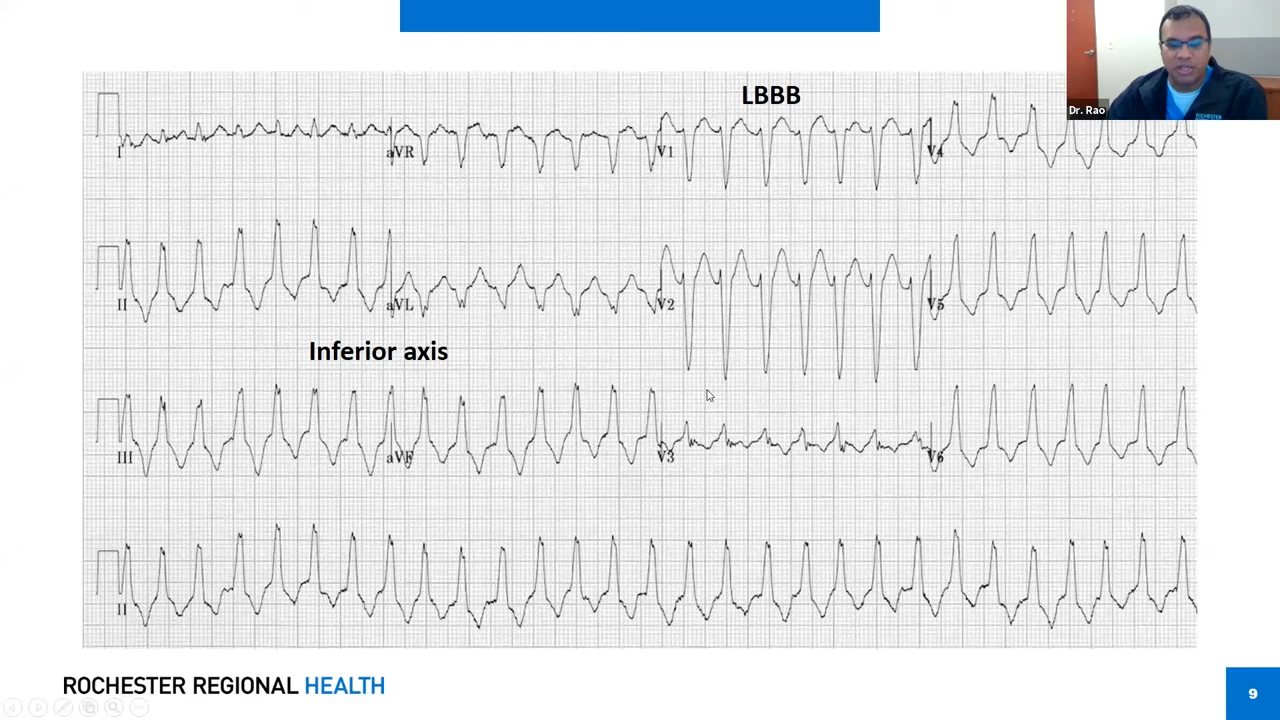 LBBB
Dr. Rao
I
aVR
V1
V4
II
aVL
V2
V5
Inferior axis
III
aVF
V3
V6
II
ROCHESTER REGIONAL HEALTH
9